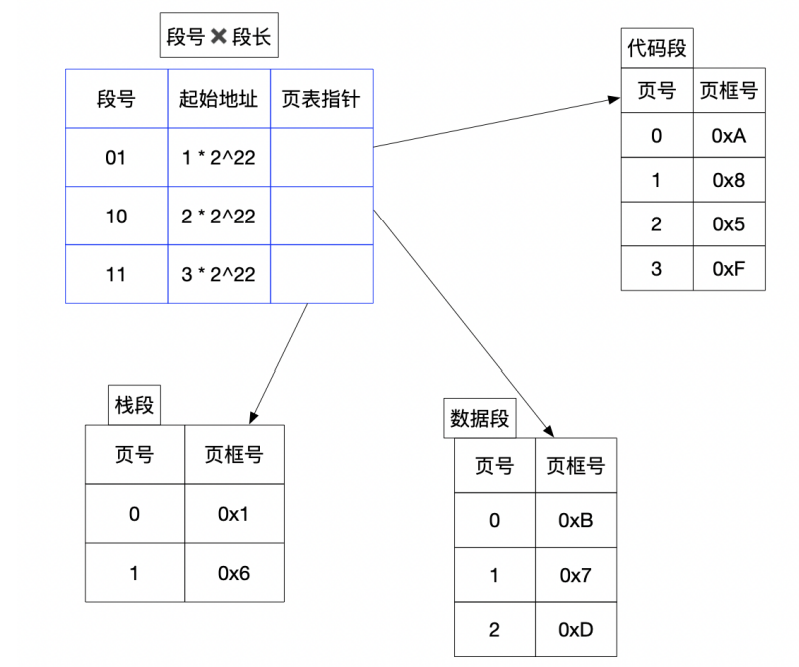 段号✖段长
段号 起始地址 页表指针
01 1 * 2^22
10 2 * 2^22
11 3 * 2^22
代码段
页号 页框号
0 0xA
1 0x8
2 0x5
3 0xF
栈段
页号 页框号
0 0x1
1 0x6
数据段
页号 页框号
0 0xB
1 0x7
2 0xD